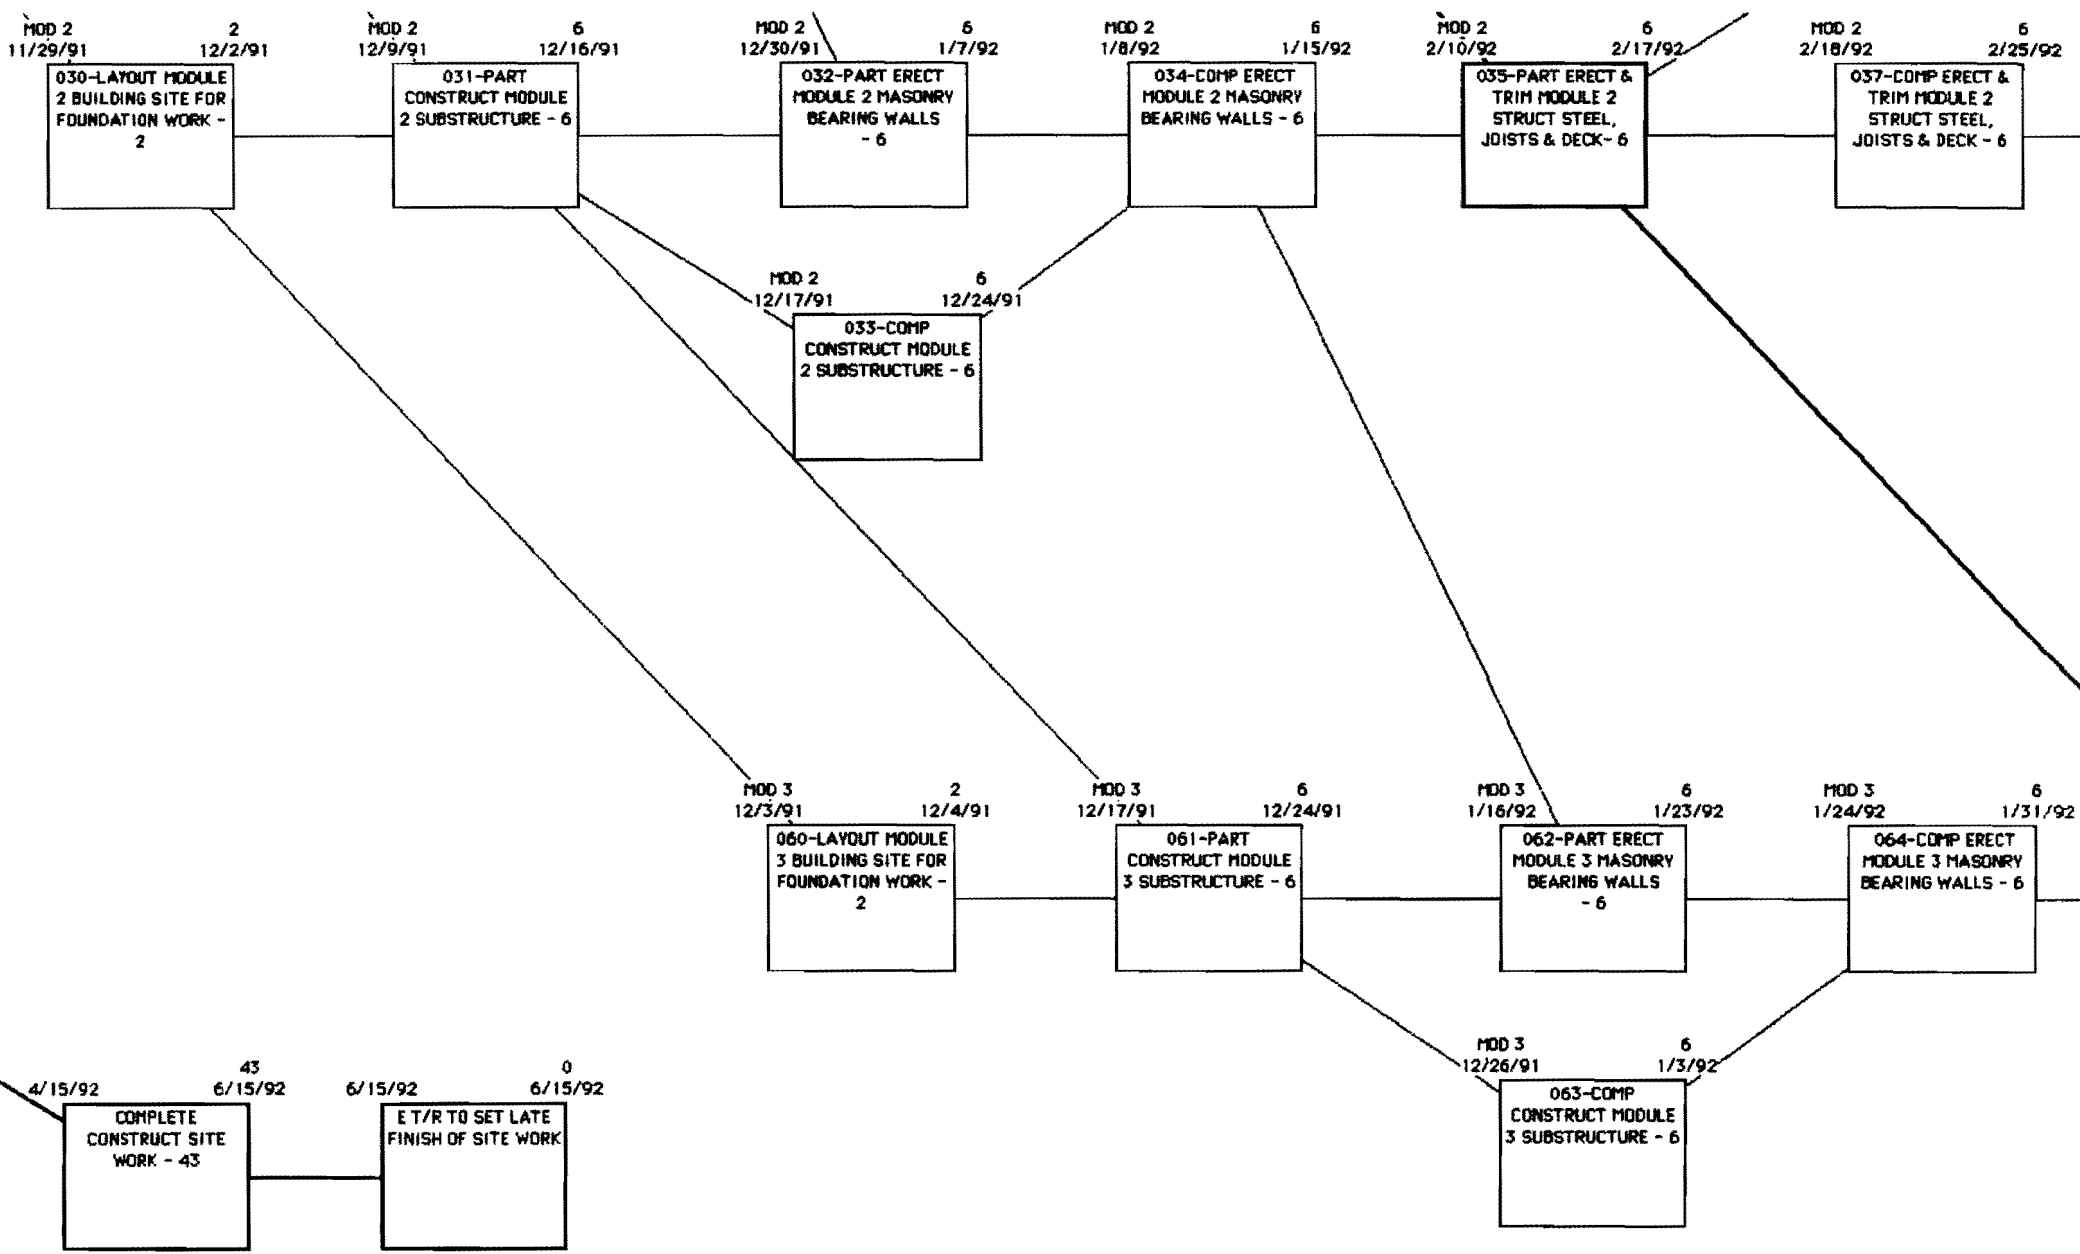 MOD 2 2
11/29/91 12/2/91
030-LAYOUT MODULE
2 BUILDING SITE FOR
FOUNDATION WORK -
2
MOD 2 6
12/9/91 12/16/91
031-PART
CONSTRUCT MODULE
2 SUBSTRUCTURE - 6
MOD 2 6
12/30/91 1/7/92
032-PART ERECT
MODULE 2 MASONRY
BEARING WALLS
- 6
MOD 2 6
1/8/92 1/15/92
034-COMP ERECT
MODULE 2 MASONRY
BEARING WALLS - 6
MOD 2 6
2/10/92 2/17/92
035-PART ERECT &
TRIM MODULE 2
STRUCT STEEL,
JOISTS & DECK- 6
MOD 2 6
2/18/92 2/25/92
037-COMP ERECT &
TRIM MODULE 2
STRUCT STEEL,
JOISTS & DECK - 6
MOD 2 6
12/17/91 12/24/91
033-COMP
CONSTRUCT MODULE
2 SUBSTRUCTURE - 6
MOD 3 2
12/3/91 12/4/91
060-LAYOUT MODULE
3 BUILDING SITE FOR
FOUNDATION WORK -
2
MOD 3 6
12/17/91 12/24/91
061-PART
CONSTRUCT MODULE
3 SUBSTRUCTURE - 6
MOD 3 6
1/16/92 1/23/92
062-PART ERECT
MODULE 3 MASONRY
BEARING WALLS
- 6
MOD 3 6
1/24/92 1/31/92
064-COMP ERECT
MODULE 3 MASONRY
BEARING WALLS - 6
MOD 3 6
12/26/91 1/3/92
063-COMP
CONSTRUCT MODULE
3 SUBSTRUCTURE - 6
43
4/15/92 6/15/92
COMPLETE
CONSTRUCT SITE
WORK - 43
0
6/15/92 6/15/92
E T/R TO SET LATE
FINISH OF SITE WORK